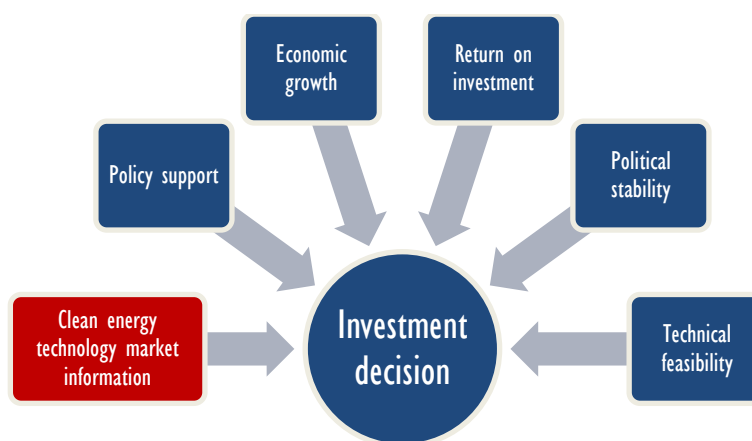 Economic
growth
Return on
investment
Policy support
Political
stability
Clean energy
technology market
information
Investment
decision
Technical
feasibility